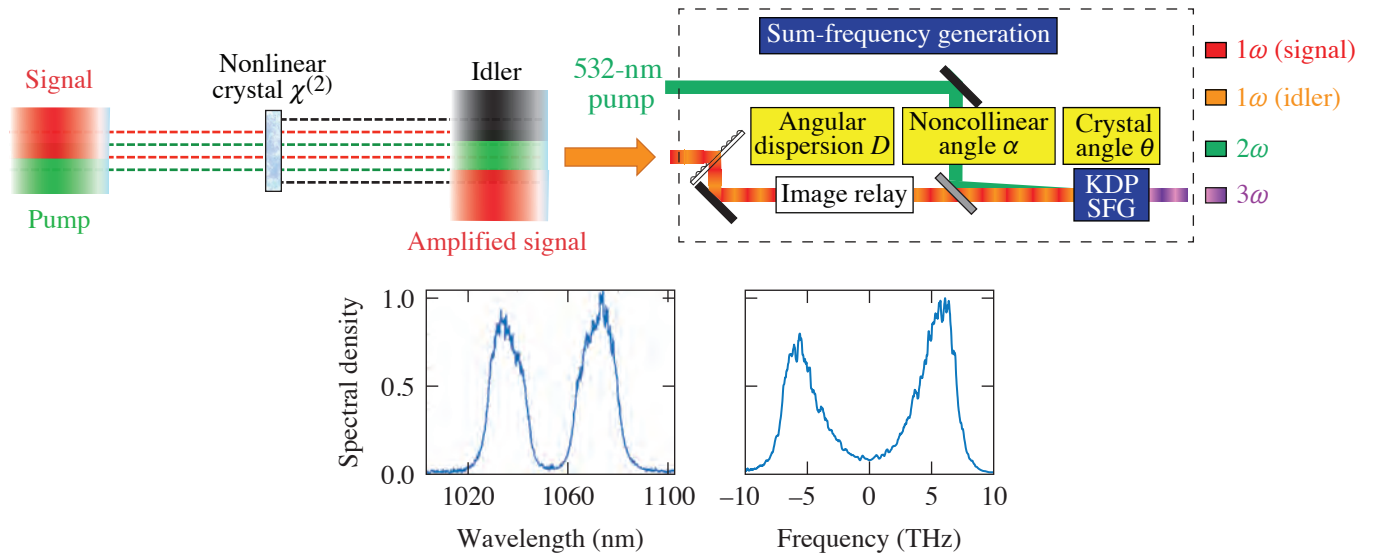 Signal
Pump
Nonlinear
crystal χ(2)
Idler
Amplified signal
532-nm
pump
Sum-frequency generation
Angular
dispersion D
Noncollinear
angle α
Crystal
angle θ
Image relay
KDP
SFG
1ω (signal)
1ω (idler)
2ω
3ω
Spectral density
1.0
0.5
0.0
1020
1060
1100
Wavelength (nm)
–10
–5
0
5
10
Frequency (THz)